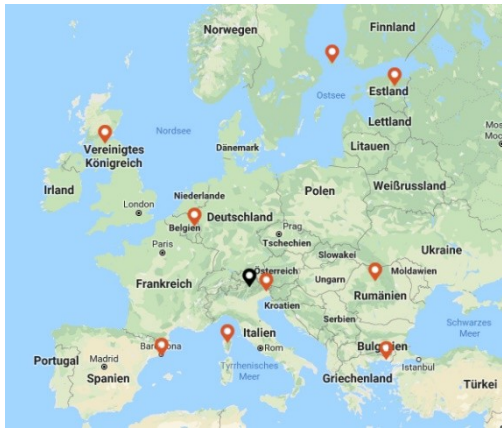 Norwegen
Finnland
Ostsee
Estland
Nordsee
Lettland
Vereinigtes
Königreich
Dänemark
Litauen
Irland
London
Niederlande
Polen
Weißrussland
Belgien
Deutschland
Prag
Tschechien
Paris
Slowakei
Ukraine
Frankreich
Österreich
Ungarn
Moldawien
Kroatien
Rumänien
Serbien
Schwarzes
Meer
Italien
Rom
Portugal
Madrid
Spanien
Tyrrhenisches
Meer
Istanbul
Griechenland
Türkei